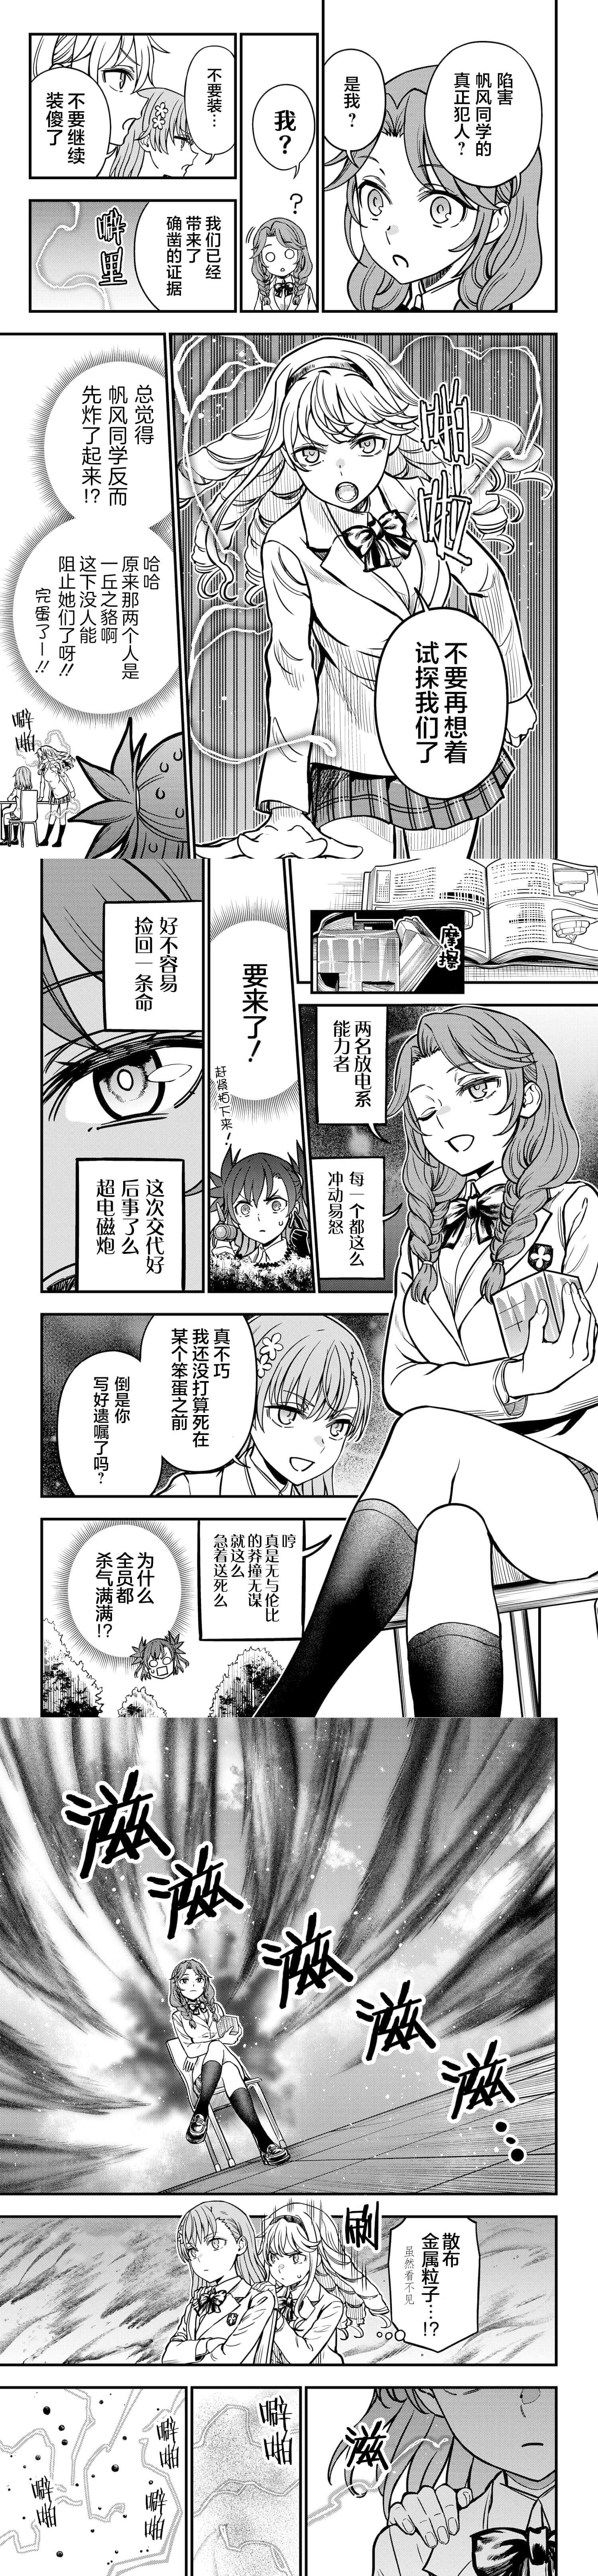 陷害
帆风同学的
真正犯人？
是我？
我？
？
不要装…
不要继续
装傻了
我们已经
带来了
确凿的证据
噼里
啪啦
不要再想着
试探我们了
总觉得
帆风同学反而
先炸了起来!?
哈哈
原来那两个人是
一丘之貉啊
这下没人能
阻止她们了呀!!
完蛋了ー!!
噼啪
摩擦
两名放电系
能力者
每一个都这么
冲动易怒
要来了！
赶紧拍下来！
好不容易
捡回一条命
这次交代好
后事了么
超电磁炮
真不巧
我还没打算死在
某个笨蛋之前
倒是你
写好遗嘱了吗？
哼
真是无与伦比
的莽撞无谋
就这么
急着送死么
为什么
全员都
杀气满满!?
滋
滋
滋
滋
滋…
散布
金属粒子…!?
虽然看不见
刷
滋
噼啪
噼啪
噼啪
噼啪